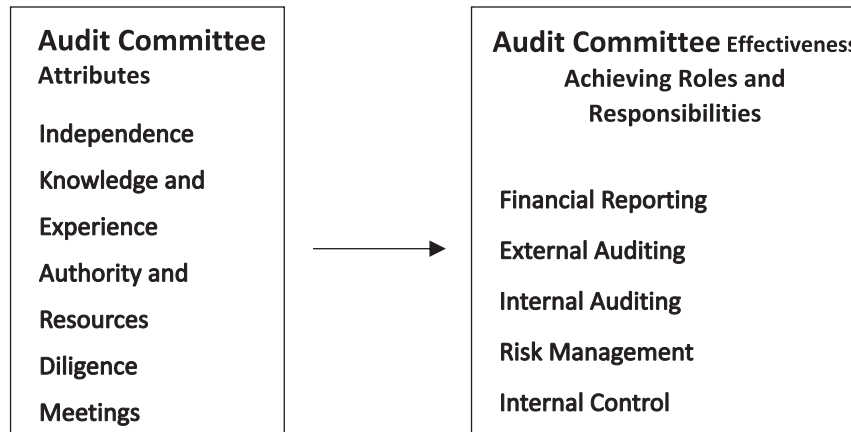 Audit Committee
Attributes
Independence
Knowledge and
Experience
Authority and
Resources
Diligence
Meetings
Audit Committee Effectiveness
Achieving Roles and
Responsibilities
Financial Reporting
External Auditing
Internal Auditing
Risk Management
Internal Control